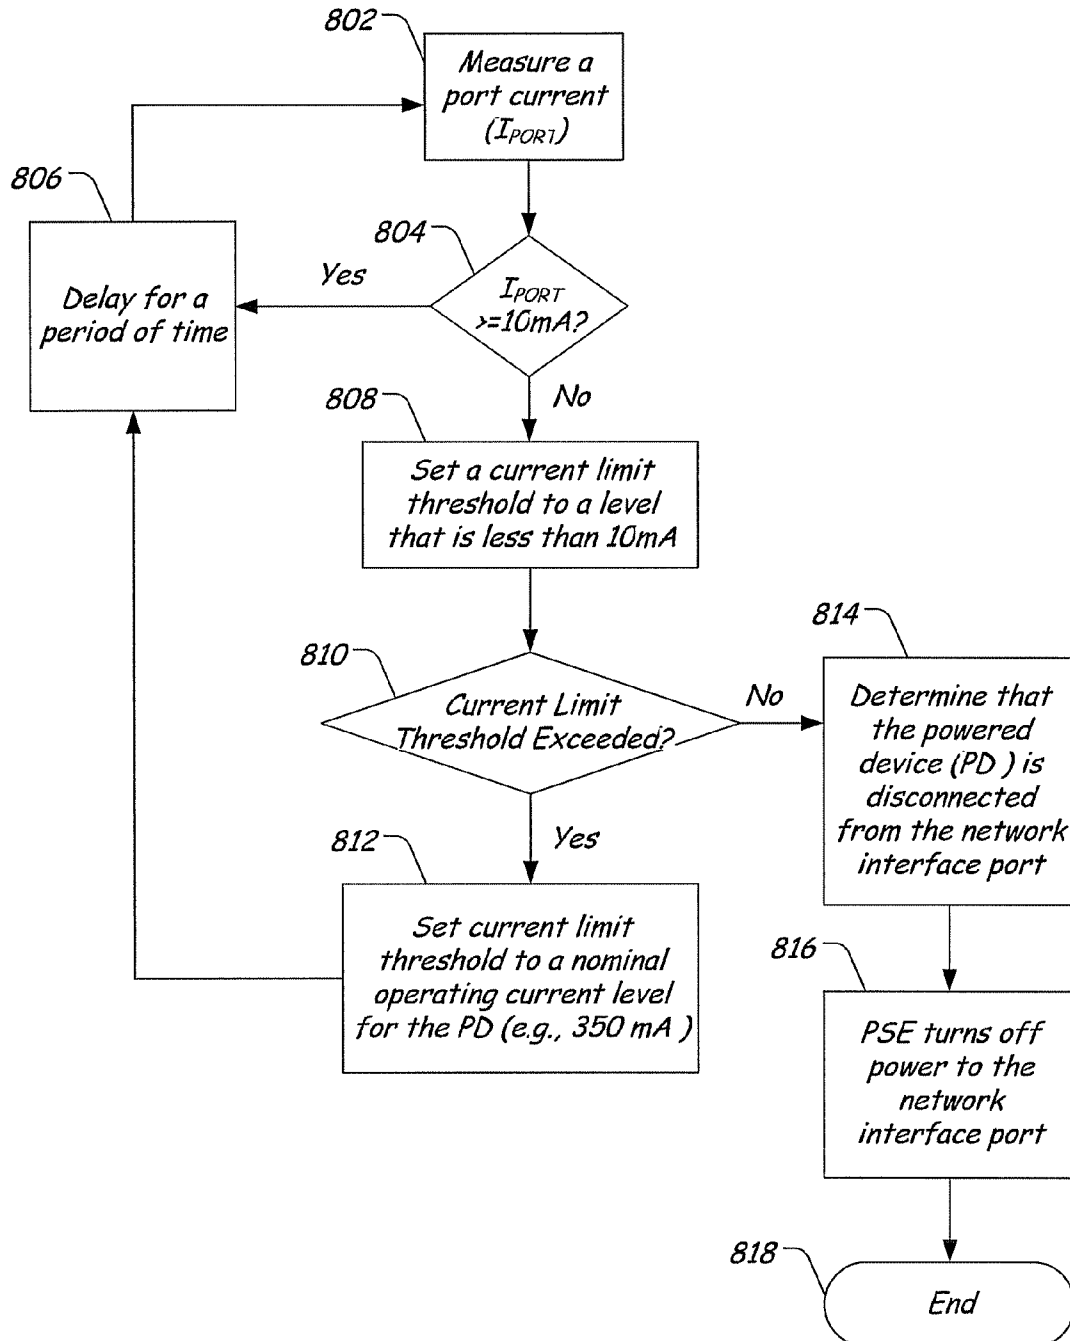 802
Measure a
port current
(IPORT)
806
804
Yes
Delay for a
period of time
IPORT
>=10mA?
No
808
Set a current limit
threshold to a level
that is less than 10mA
810
Current Limit
Threshold Exceeded?
No
814
Determine that
the powered
device (PD ) is
disconnected
from the network
interface port
Yes
812
Set current limit
threshold to a nominal
operating current level
for the PD (e.g., 350 mA )
816
PSE turns off
power to the
network
interface port
818
End